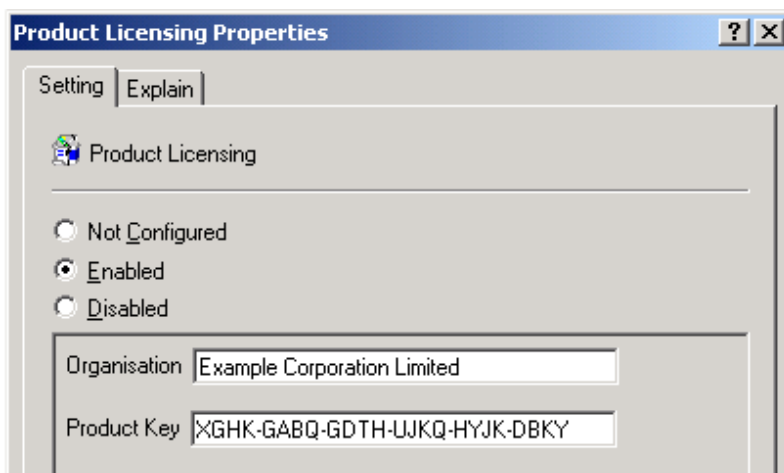 Product Licensing Properties
Setting Explain
Product Licensing
Not Configured
Enabled
Disabled
Organisation Example Corporation Limited
Product Key XGHK-GABQ-GDTH-UJKQ-HYJK-DBKY